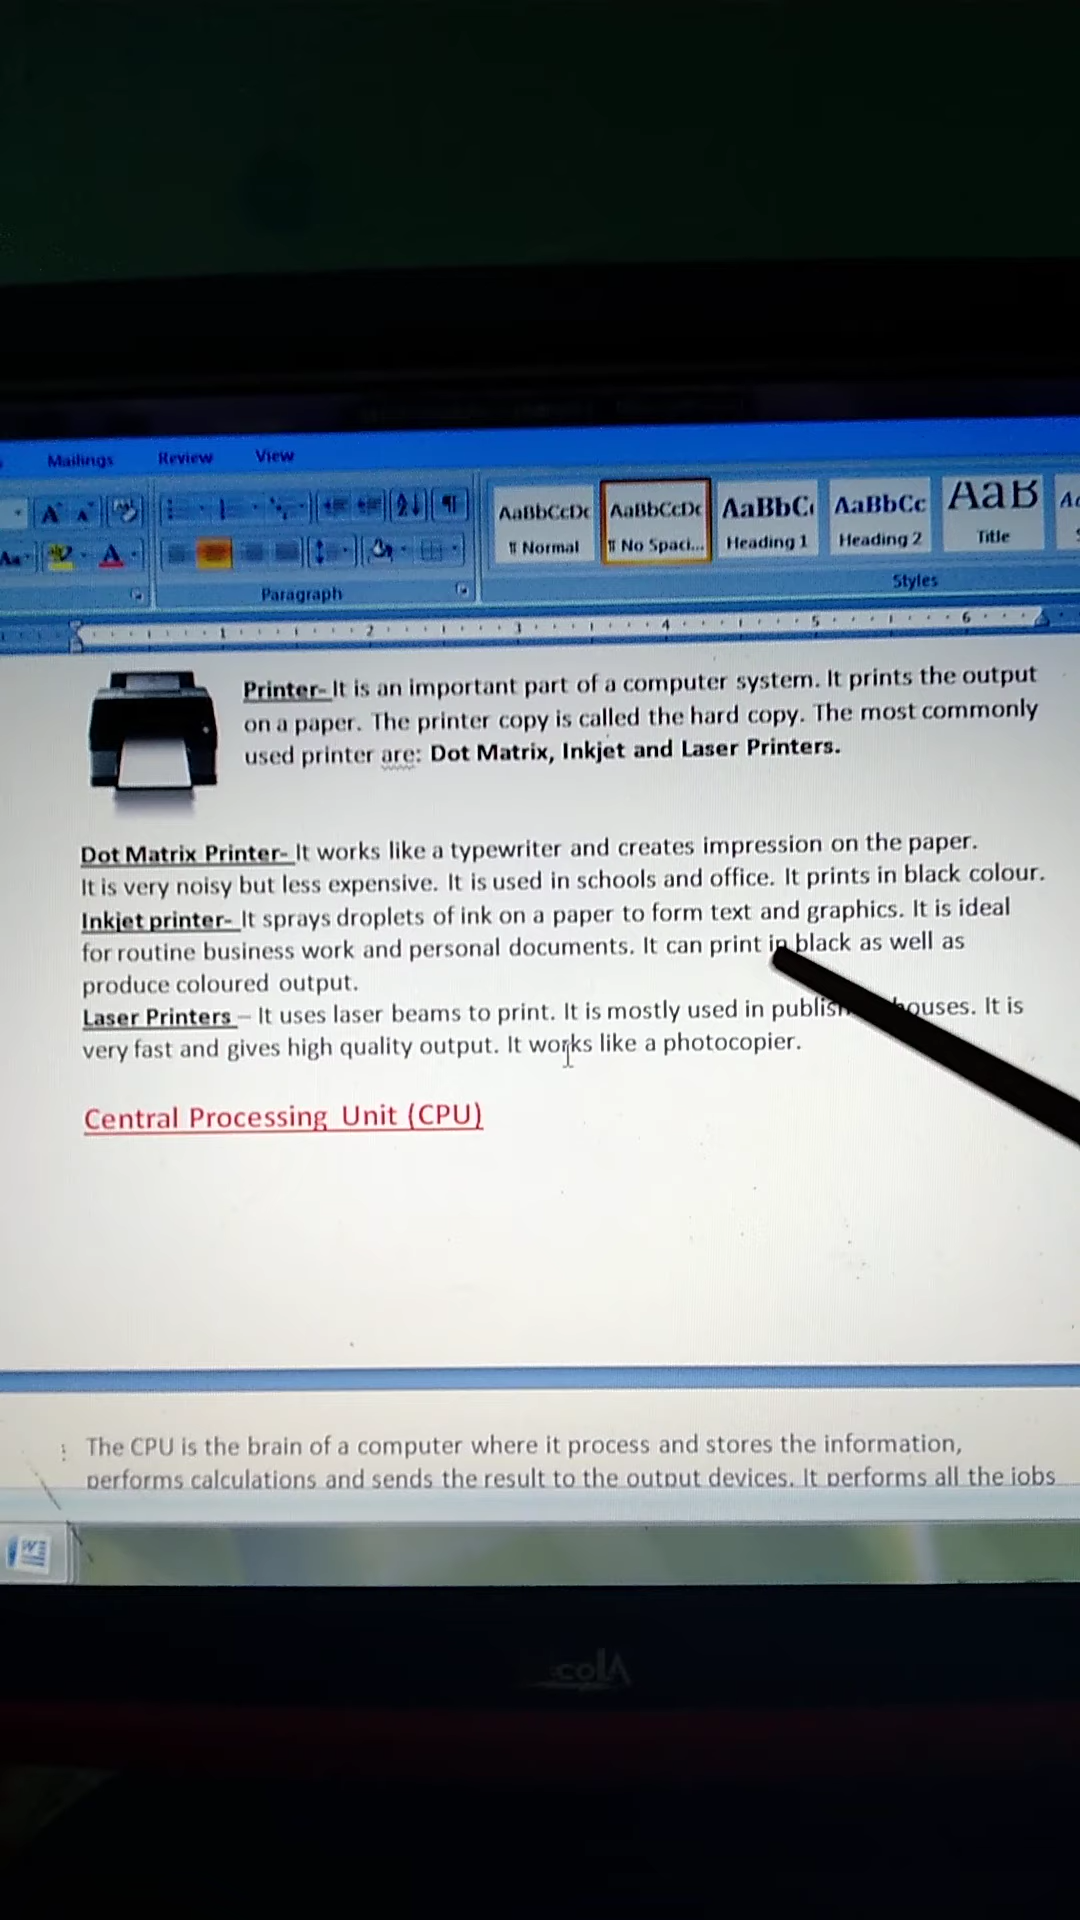 Mailings Review View
AaBbCcDc AaBbCcDc AaBbC AaBbCc AaB
¶ Normal ¶ No Spaci... Heading 1 Heading 2 Title
Paragraph Styles
1 2 3 4 5 6
Printer- It is an important part of a computer system. It prints the output
on a paper. The printer copy is called the hard copy. The most commonly
used printer are: Dot Matrix, Inkjet and Laser Printers.
Dot Matrix Printer- It works like a typewriter and creates impression on the paper.
It is very noisy but less expensive. It is used in schools and office. It prints in black colour.
Inkjet printer- It sprays droplets of ink on a paper to form text and graphics. It is ideal
for routine business work and personal documents. It can print in black as well as
produce coloured output.
Laser Printers – It uses laser beams to print. It is mostly used in houses. It is
very fast and gives high quality output. It works like a photocopier.
Central Processing Unit (CPU)
The CPU is the brain of a computer where it process and stores the information,
performs calculations and sends the result to the output devices. It performs all the jobs